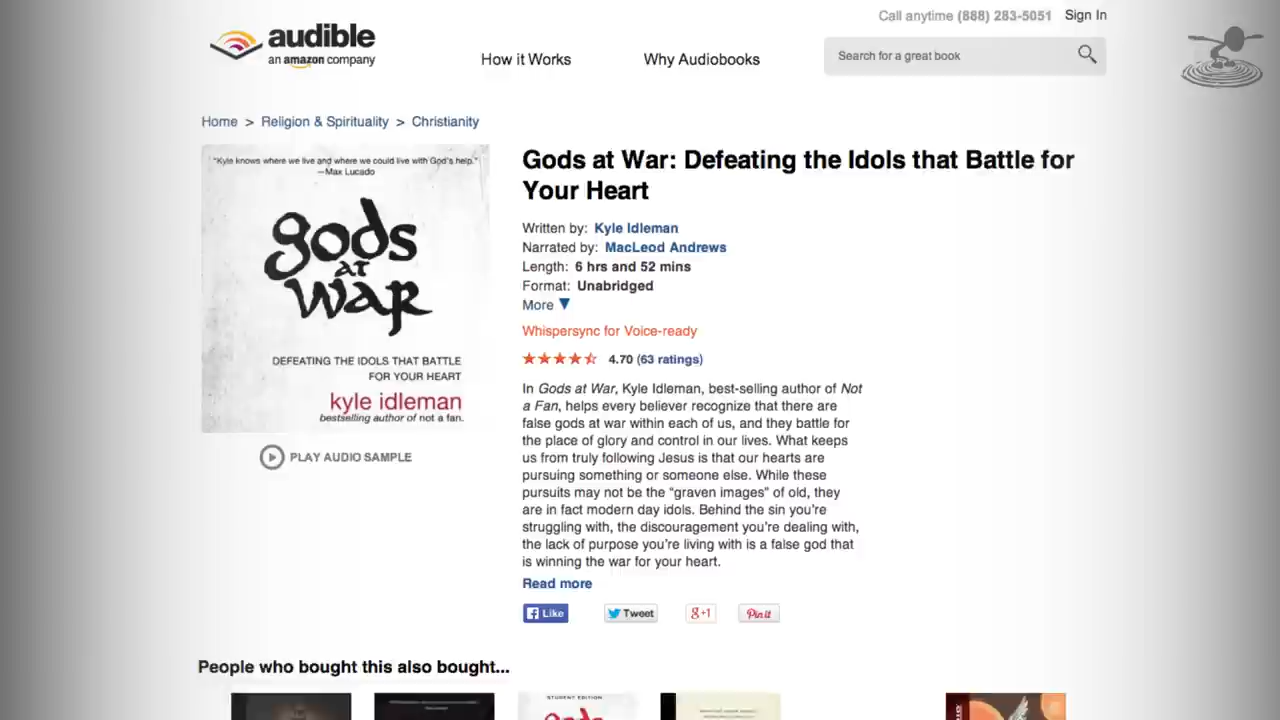 Call anytime (888) 283-5051 Sign In
audible
an amazon company
How it Works Why Audiobooks Search for a great book
Home > Religion & Spirituality > Christianity
"Kyle knows where we live and where we could live with God's help."
—Max Lucado
gods
AT
WAR
DEFEATING THE IDOLS THAT BATTLE
FOR YOUR HEART
kyle idleman
bestselling author of not a fan.
PLAY AUDIO SAMPLE
Gods at War: Defeating the Idols that Battle for
Your Heart
Written by: Kyle Idleman
Narrated by: MacLeod Andrews
Length: 6 hrs and 52 mins
Format: Unabridged
More
Whispersync for Voice-ready
4.70 (63 ratings)
In Gods at War, Kyle Idleman, best-selling author of Not
a Fan, helps every believer recognize that there are
false gods at war within each of us, and they battle for
the place of glory and control in our lives. What keeps
us from truly following Jesus is that our hearts are
pursuing something or someone else. While these
pursuits may not be the “graven images” of old, they
are in fact modern day idols. Behind the sin you’re
struggling with, the discouragement you’re dealing with,
the lack of purpose you’re living with is a false god that
is winning the war for your heart.
Read more
Like Tweet g+1 Pin it
People who bought this also bought...
STUDENT EDITION
gods